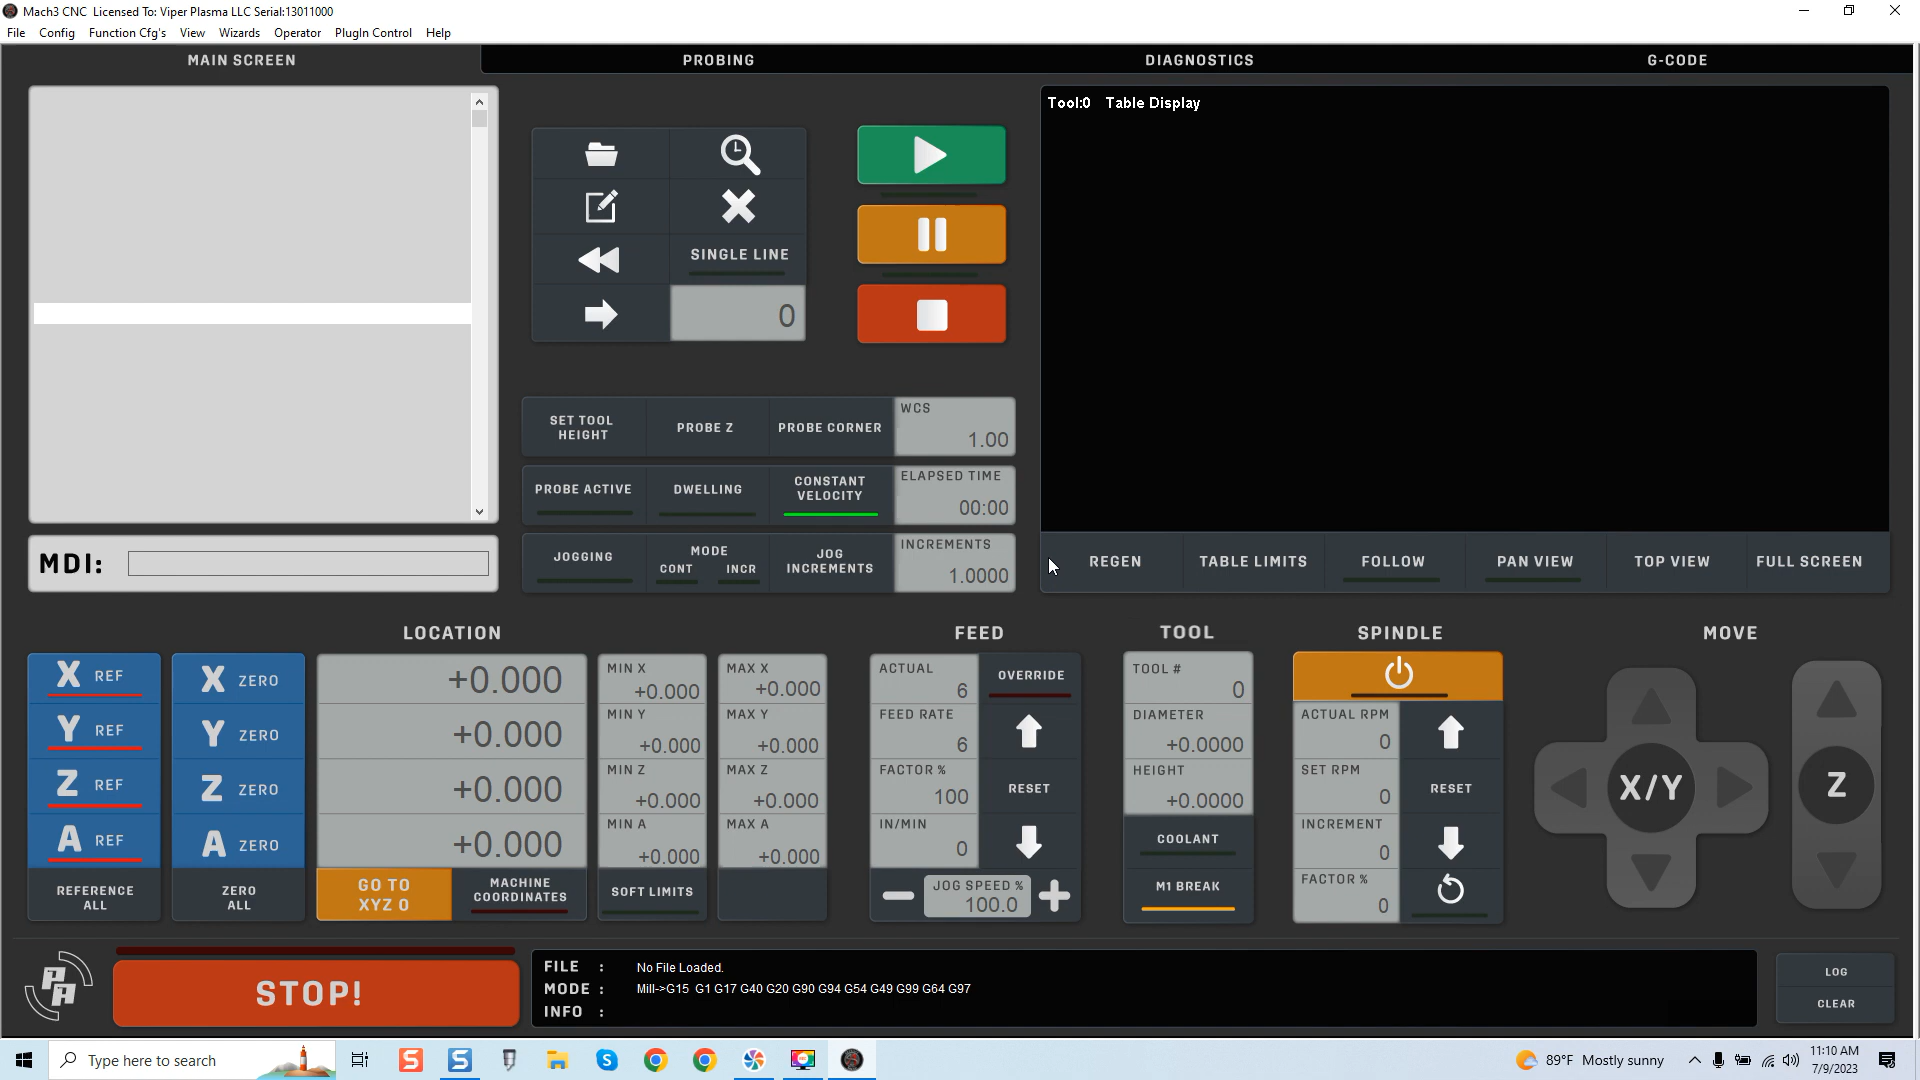 Mach3 CNC  Licensed To: Viper Plasma LLC Serial:13011000
File Config Function Cfg's View Wizards Operator PlugIn Control Help
MAIN SCREEN PROBING DIAGNOSTICS G-CODE
Tool:0 Table Display
SINGLE LINE
0
SET TOOL HEIGHT
PROBE Z
PROBE CORNER
WCS
1.00
PROBE ACTIVE
DWELLING
CONSTANT VELOCITY
ELAPSED TIME
00:00
JOGGING
MODE
CONT INCR
JOG INCREMENTS
INCREMENTS
1.0000
MDI:
REGEN TABLE LIMITS FOLLOW PAN VIEW TOP VIEW FULL SCREEN
LOCATION
X REF
Y REF
Z REF
A REF
REFERENCE ALL
X ZERO
Y ZERO
Z ZERO
A ZERO
ZERO ALL
+0.000
+0.000
+0.000
+0.000
GO TO XYZ 0
MACHINE COORDINATES
MIN X
+0.000
MIN Y
+0.000
MIN Z
+0.000
MIN A
+0.000
SOFT LIMITS
MAX X
+0.000
MAX Y
+0.000
MAX Z
+0.000
MAX A
+0.000
FEED
ACTUAL
6
FEED RATE
6
FACTOR %
100
IN/MIN
0
OVERRIDE
RESET
JOG SPEED %
100.0
TOOL
TOOL #
0
DIAMETER
+0.0000
HEIGHT
+0.0000
COOLANT
M1 BREAK
SPINDLE
ACTUAL RPM
0
SET RPM
0
INCREMENT
0
FACTOR %
0
RESET
MOVE
X/Y
Z
PA
STOP!
FILE : No File Loaded.
MODE : Mill->G15  G1 G17 G40 G20 G90 G94 G54 G49 G99 G64 G97
INFO :
LOG
CLEAR
Type here to search
89°F Mostly sunny
11:10 AM
7/9/2023